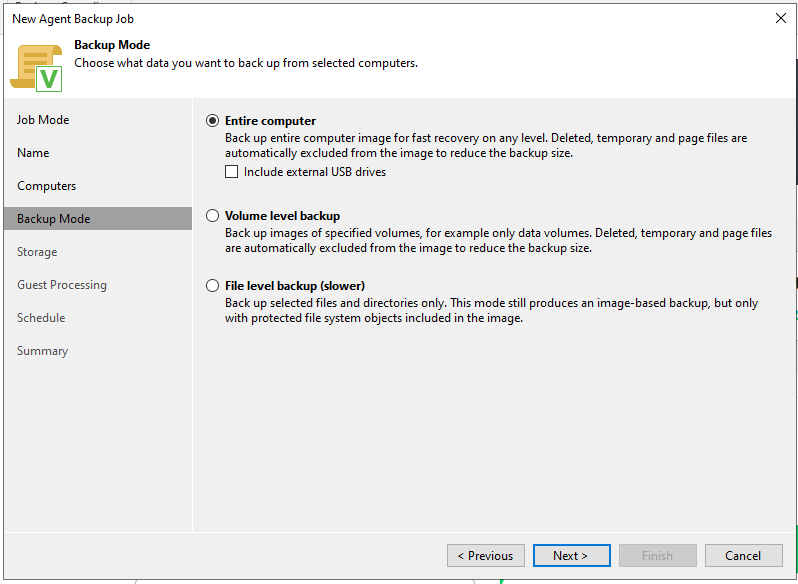 New Agent Backup Job
Backup Mode
Choose what data you want to back up from selected computers.
V
Job Mode
Name
Computers
Backup Mode
Storage
Guest Processing
Schedule
Summary
Entire computer
Back up entire computer image for fast recovery on any level. Deleted, temporary and page files are
automatically excluded from the image to reduce the backup size.
Include external USB drives
Volume level backup
Back up images of specified volumes, for example only data volumes. Deleted, temporary and page files
are automatically excluded from the image to reduce the backup size.
File level backup (slower)
Back up selected files and directories only. This mode still produces an image-based backup, but only
with protected file system objects included in the image.
< Previous
Next >
Finish
Cancel